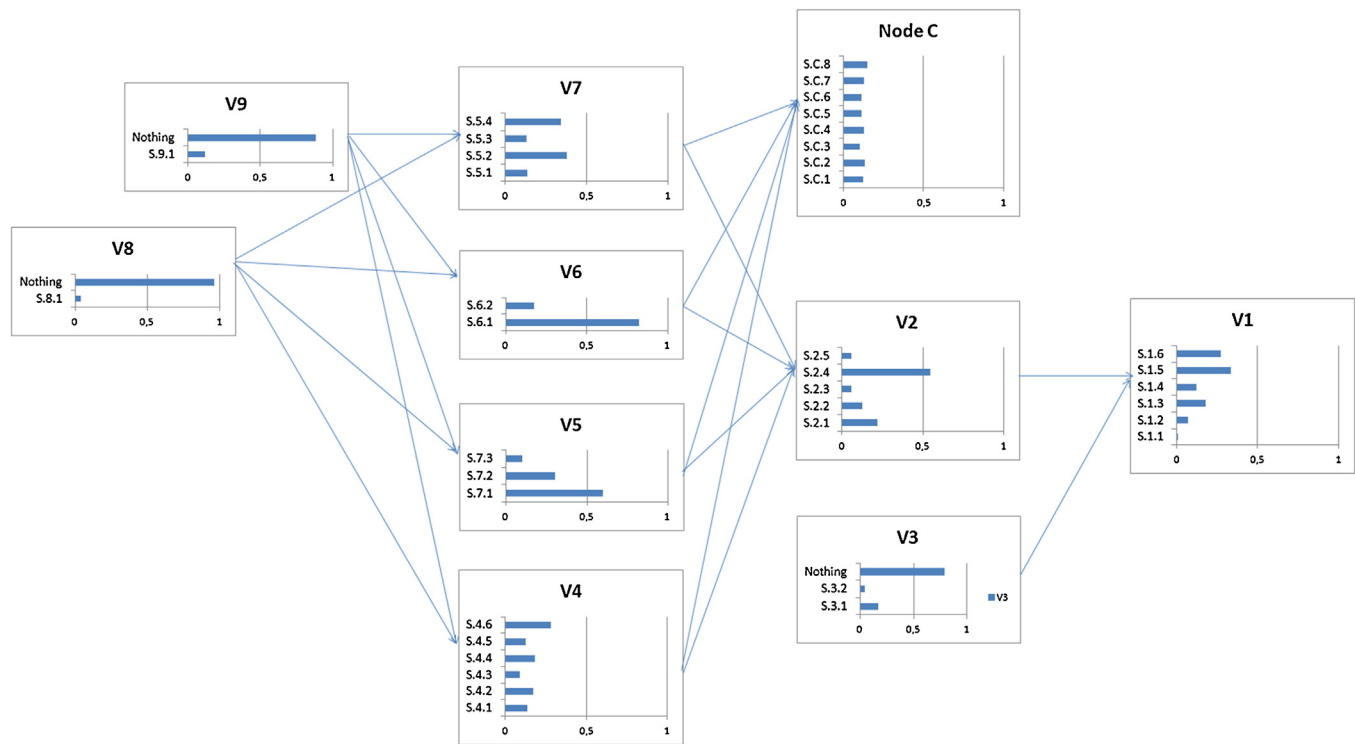 Node C
S.C.8
S.C.7
S.C.6
S.C.5
S.C.4
S.C.3
S.C.2
S.C.1
0 0,5 1
V9
Nothing
S.9.1
0 0,5 1
V7
S.5.4
S.5.3
S.5.2
S.5.1
0 0,5 1
V8
Nothing
S.8.1
0 0,5 1
V6
S.6.2
S.6.1
0 0,5 1
V2
S.2.5
S.2.4
S.2.3
S.2.2
S.2.1
0 0,5 1
V1
S.1.6
S.1.5
S.1.4
S.1.3
S.1.2
S.1.1
0 0,5 1
V5
S.7.3
S.7.2
S.7.1
0 0,5 1
V3
Nothing
S.3.2
S.3.1
V3
0 0,5 1
V4
S.4.6
S.4.5
S.4.4
S.4.3
S.4.2
S.4.1
0 0,5 1